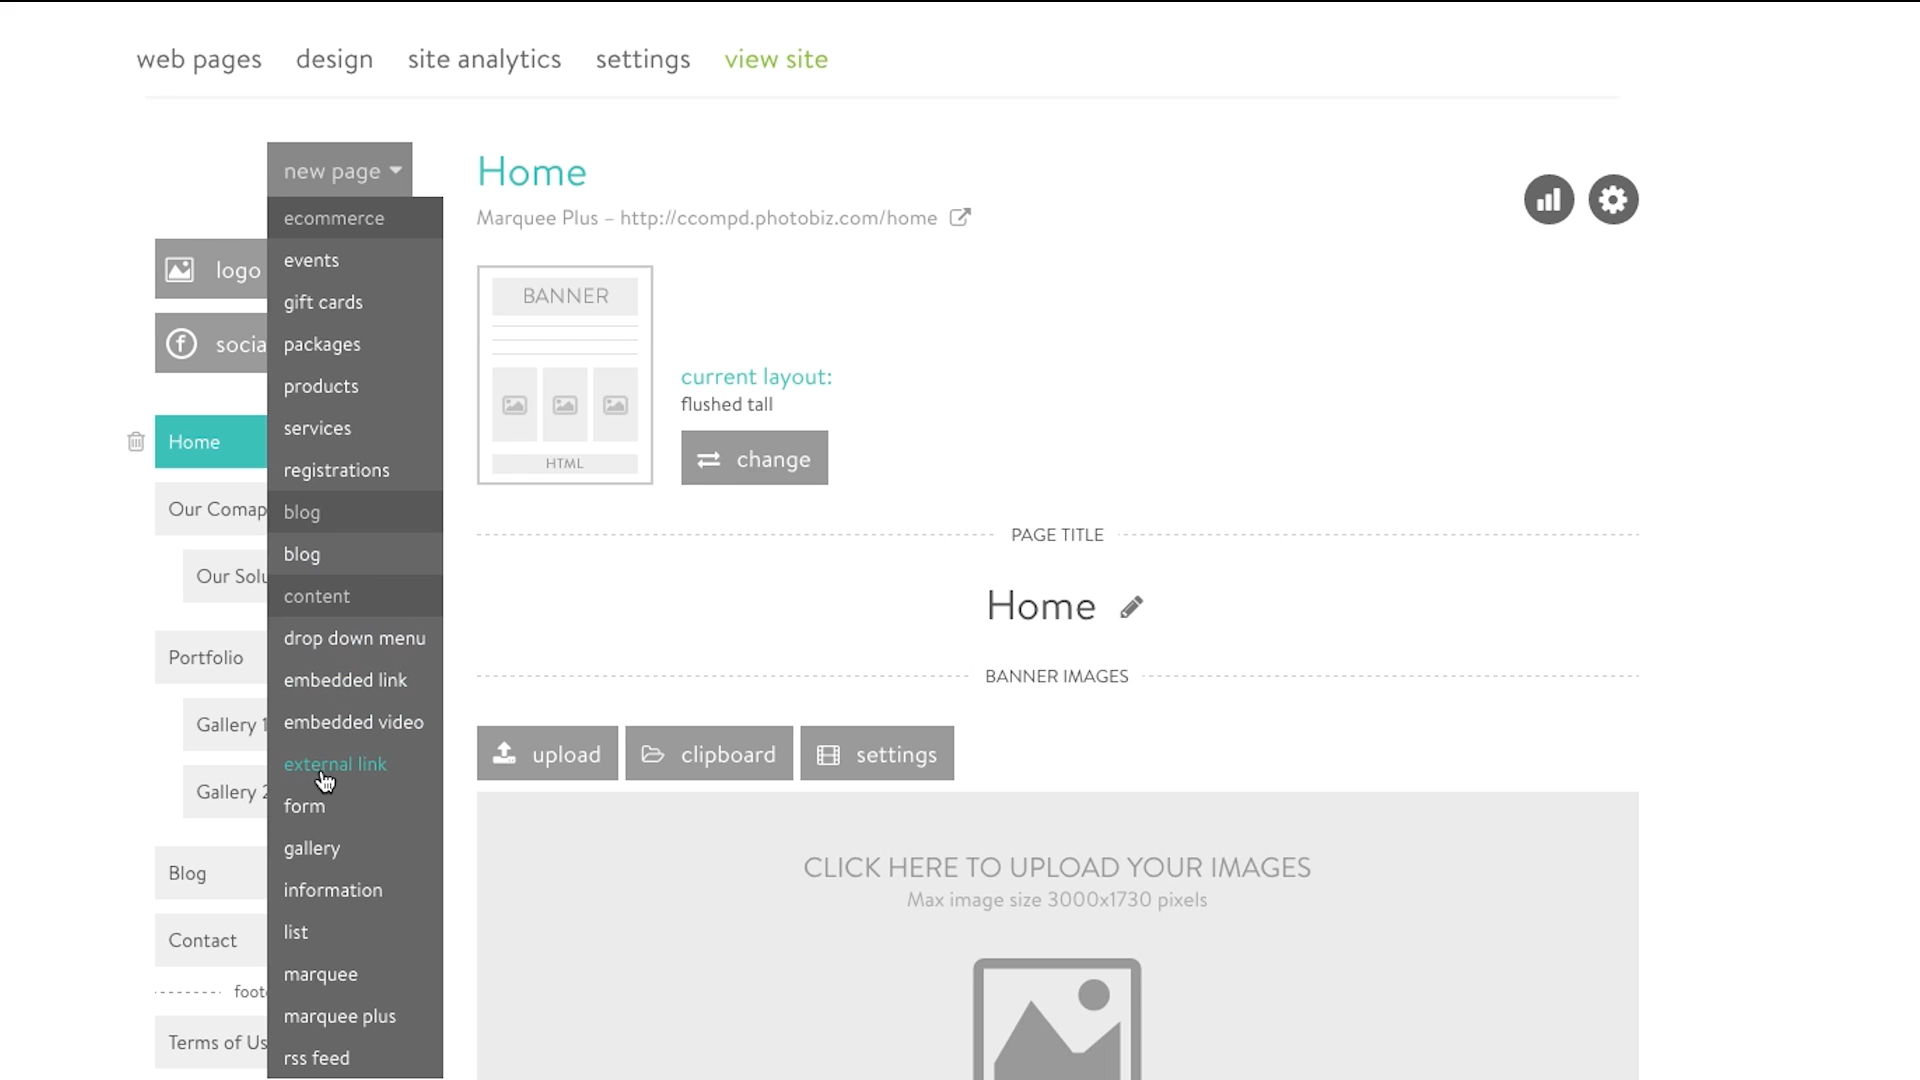 web pages design site analytics settings view site
new page
ecommerce
events
gift cards
packages
products
services
registrations
blog
blog
content
drop down menu
embedded link
embedded video
external link
form
gallery
information
list
marquee
marquee plus
rss feed
logo
socia
Home
Our Comap
Our Solu
Portfolio
Gallery 1
Gallery 2
Blog
Contact
foot
Terms of Us
Home
Marquee Plus – http://ccompd.photobiz.com/home
BANNER
HTML
current layout:
flushed tall
change
PAGE TITLE
Home
BANNER IMAGES
upload clipboard settings
CLICK HERE TO UPLOAD YOUR IMAGES
Max image size 3000x1730 pixels